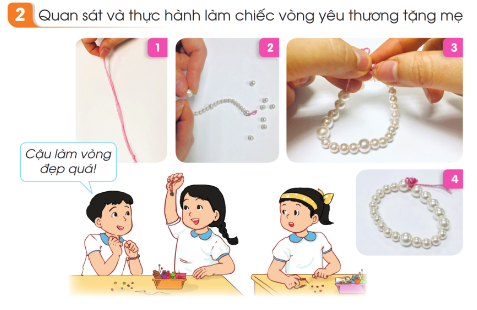 2 Quan sát và thực hành làm chiếc vòng yêu thương tặng mẹ
1
2
3
Cậu làm vòng
đẹp quá!
4